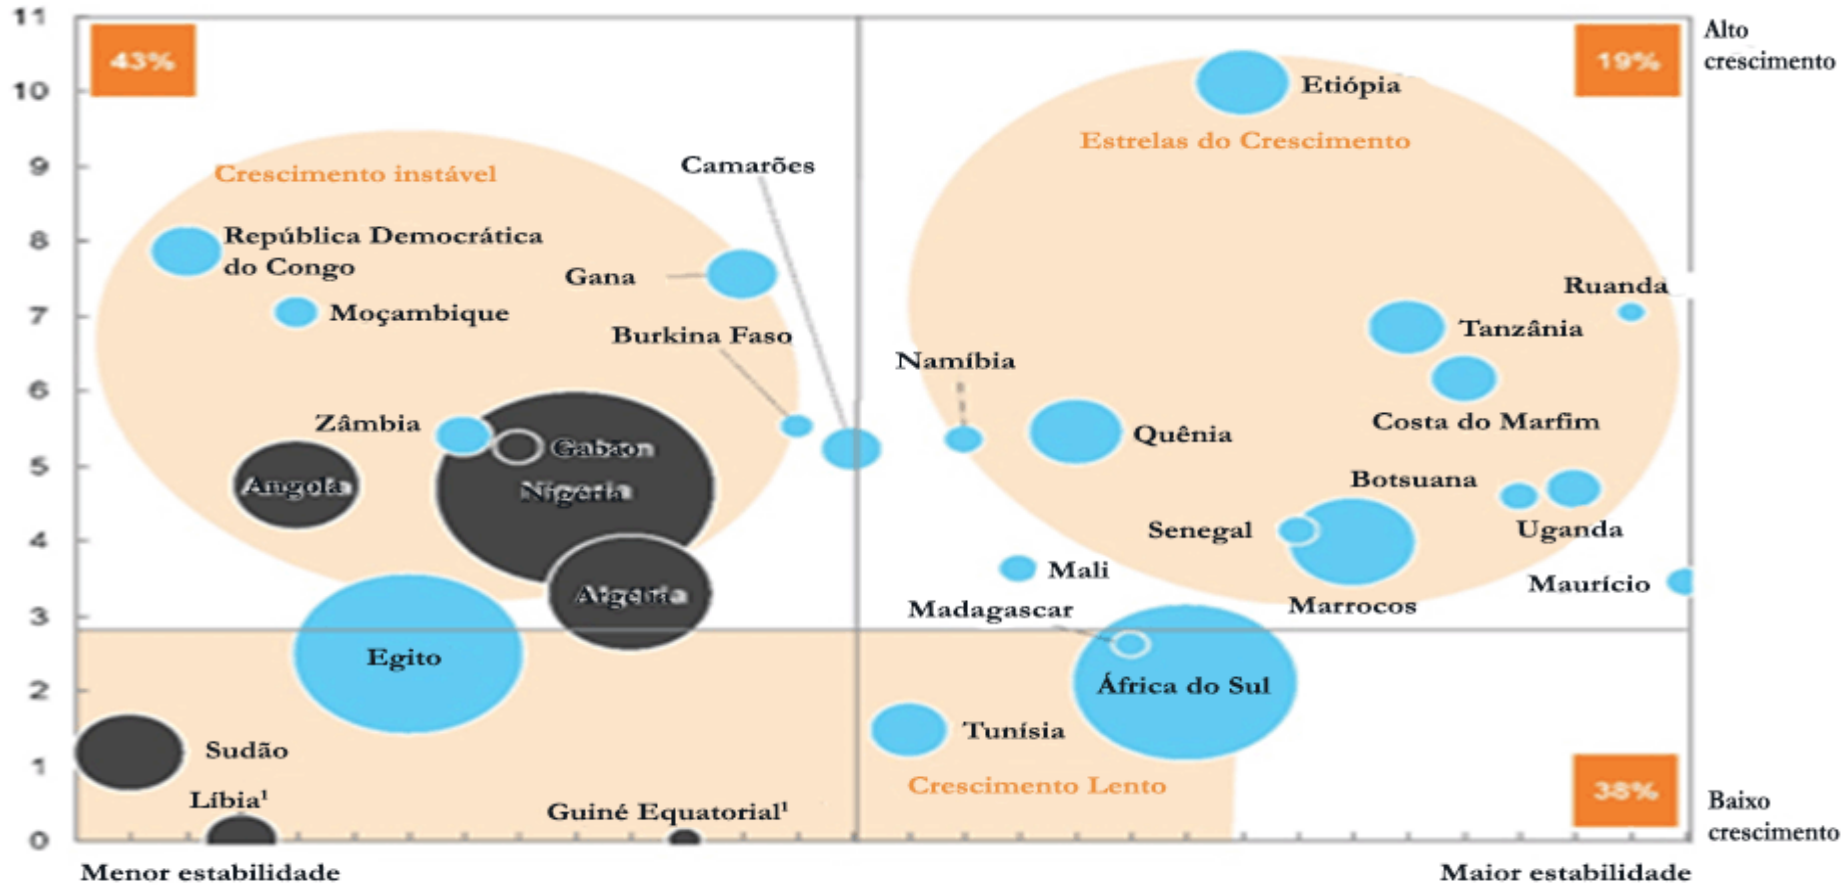 11
10
9
8
7
6
5
4
3
2
1
0
43%
19%
Alto
crescimento
Etiópia
Estrelas do Crescimento
Camarões
Crescimento instável
República Democrática
do Congo
Gana
Moçambique
Burkina Faso
Ruanda
Tanzânia
Namíbia
Zâmbia
Costa do Marfim
Quênia
Gabão
Angola
Nigéria
Botsuana
Senegal
Uganda
Mali
Maurício
Argélia
Madagascar
Marrocos
Egito
África do Sul
Tunísia
Sudão
Crescimento Lento
38%
Líbia¹
Guiné Equatorial¹
Baixo
crescimento
Menor estabilidade
Maior estabilidade